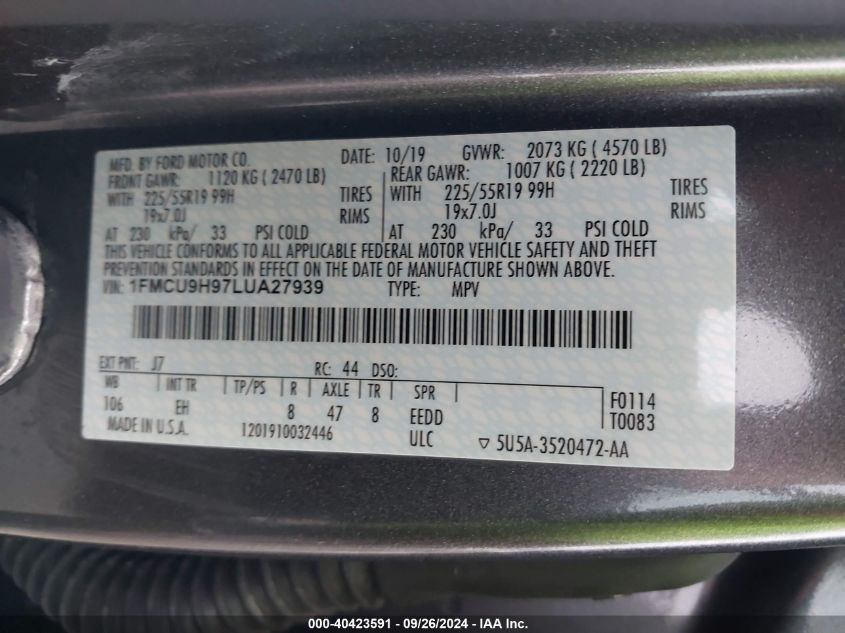 MFD. BY FORD MOTOR CO. DATE: 10/19 GVWR: 2073 KG ( 4570 LB)
FRONT GAWR: 1120 KG ( 2470 LB) REAR GAWR: 1007 KG ( 2220 LB)
WITH 225/55R19 99H TIRES WITH 225/55R19 99H TIRES
19x7.0J RIMS 19x7.0J RIMS
AT 230 kPa/ 33 PSI COLD AT 230 kPa/ 33 PSI COLD
THIS VEHICLE CONFORMS TO ALL APPLICABLE FEDERAL MOTOR VEHICLE SAFETY AND THEFT
PREVENTION STANDARDS IN EFFECT ON THE DATE OF MANUFACTURE SHOWN ABOVE.
VIN: 1FMCU9H97LUA27939 TYPE: MPV
EXT PNT: J7 RC: 44 DSO:
WB INT TR TP/PS R AXLE TR SPR F0114
106 EH 8 47 8 EEDD T0083
MADE IN U.S.A. 1201910032446 ULC ▽ 5U5A-3520472-AA
000-40423591 - 09/26/2024 - IAA Inc.